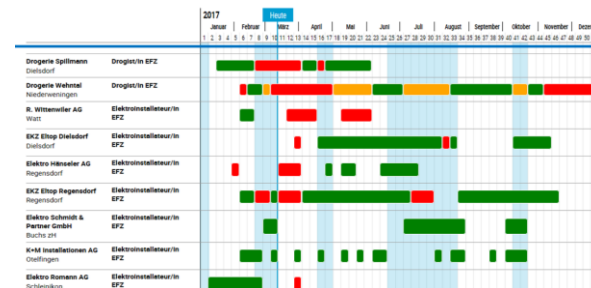 2017 Heute
Januar Februar März April Mai Juni Juli August September Oktober November Deze
1 2 3 4 5 6 7 8 9 10 11 12 13 14 15 16 17 18 19 20 21 22 23 24 25 26 27 28 29 30 31 32 33 34 35 36 37 38 39 40 41 42 43 44 45 46 47 48 49 50
Drogerie Spillmann Drogist/in EFZ
Dielsdorf
Drogerie Wehntal Drogist/in EFZ
Niederweningen
R. Wittenwiler AG Elektroinstallateur/in
Watt EFZ
EKZ Eltop Dielsdorf Elektroinstallateur/in
Dielsdorf EFZ
Elektro Hänseler AG Elektroinstallateur/in
Regensdorf EFZ
EKZ Eltop Regensdorf Elektroinstallateur/in
Regensdorf EFZ
Elektro Schmidt & Elektroinstallateur/in
Partner GmbH EFZ
Buchs zH
K+M Installationen AG Elektroinstallateur/in
Otelfingen EFZ
Elektro Romann AG Elektroinstallateur/in
Schleinikon EFZ